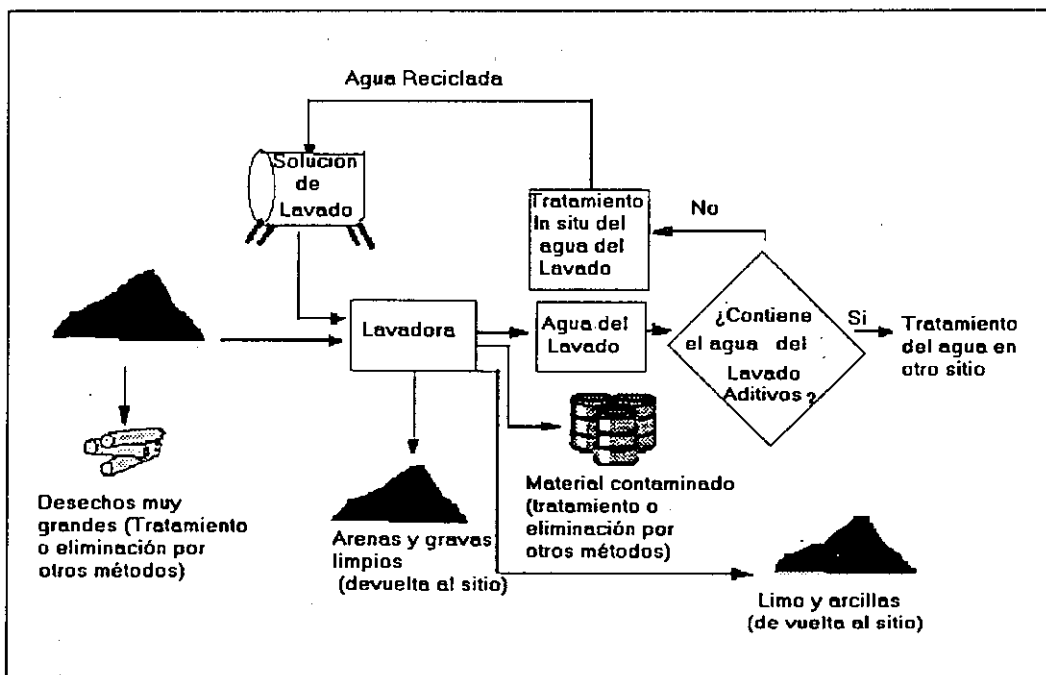 Agua Reciclada
Solucion
de
Lavado
Tratamiento
In situ del
agua del
Lavado
No
Lavadora
Agua del
Lavado
¿Contiene
el agua del
Lavado
Aditivos?
Si
Tratamiento
del agua en
otro sitio
Desechos muy
grandes (Tratamiento
o eliminación por
otros métodos)
Arenas y gravas
limpios
(devuelta al sitio)
Material contaminado
(tratamiento o
eliminación por
otros métodos)
Limo y arcillas
(de vuelta al sitio)